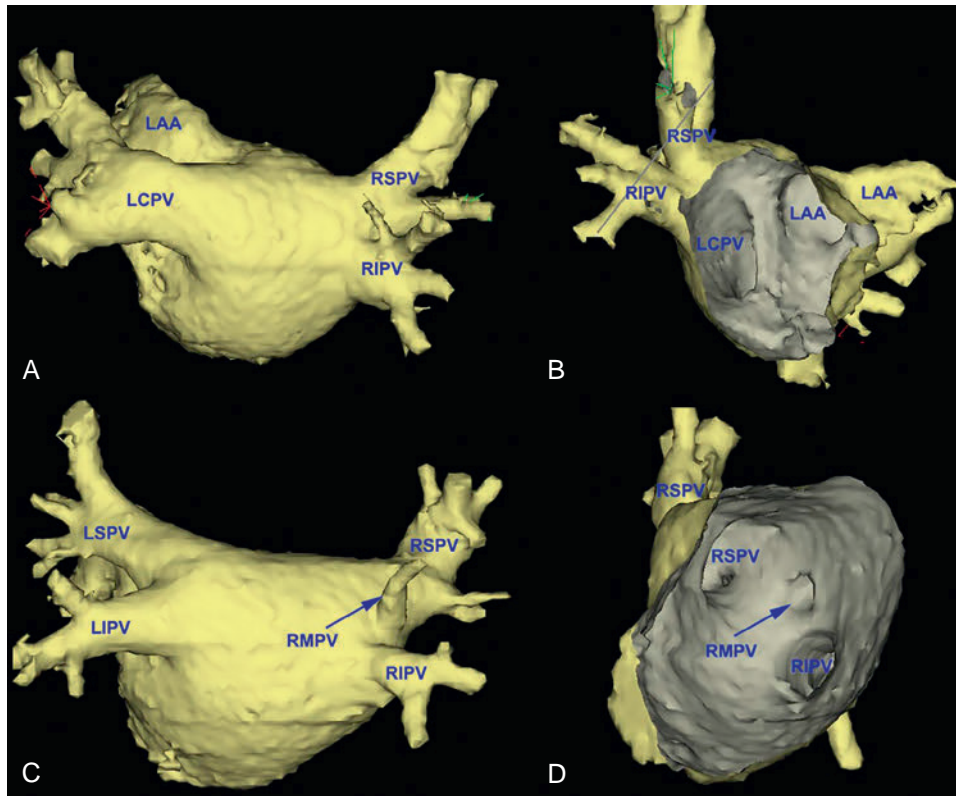 LAA
LCPV
RSPV
RIPV
A
RSPV
RIPV
LAA
LAA
LCPV
B
LSPV
RSPV
LIPV
RMPV
RIPV
C
RSPV
RSPV
RMPV
RIPV
D